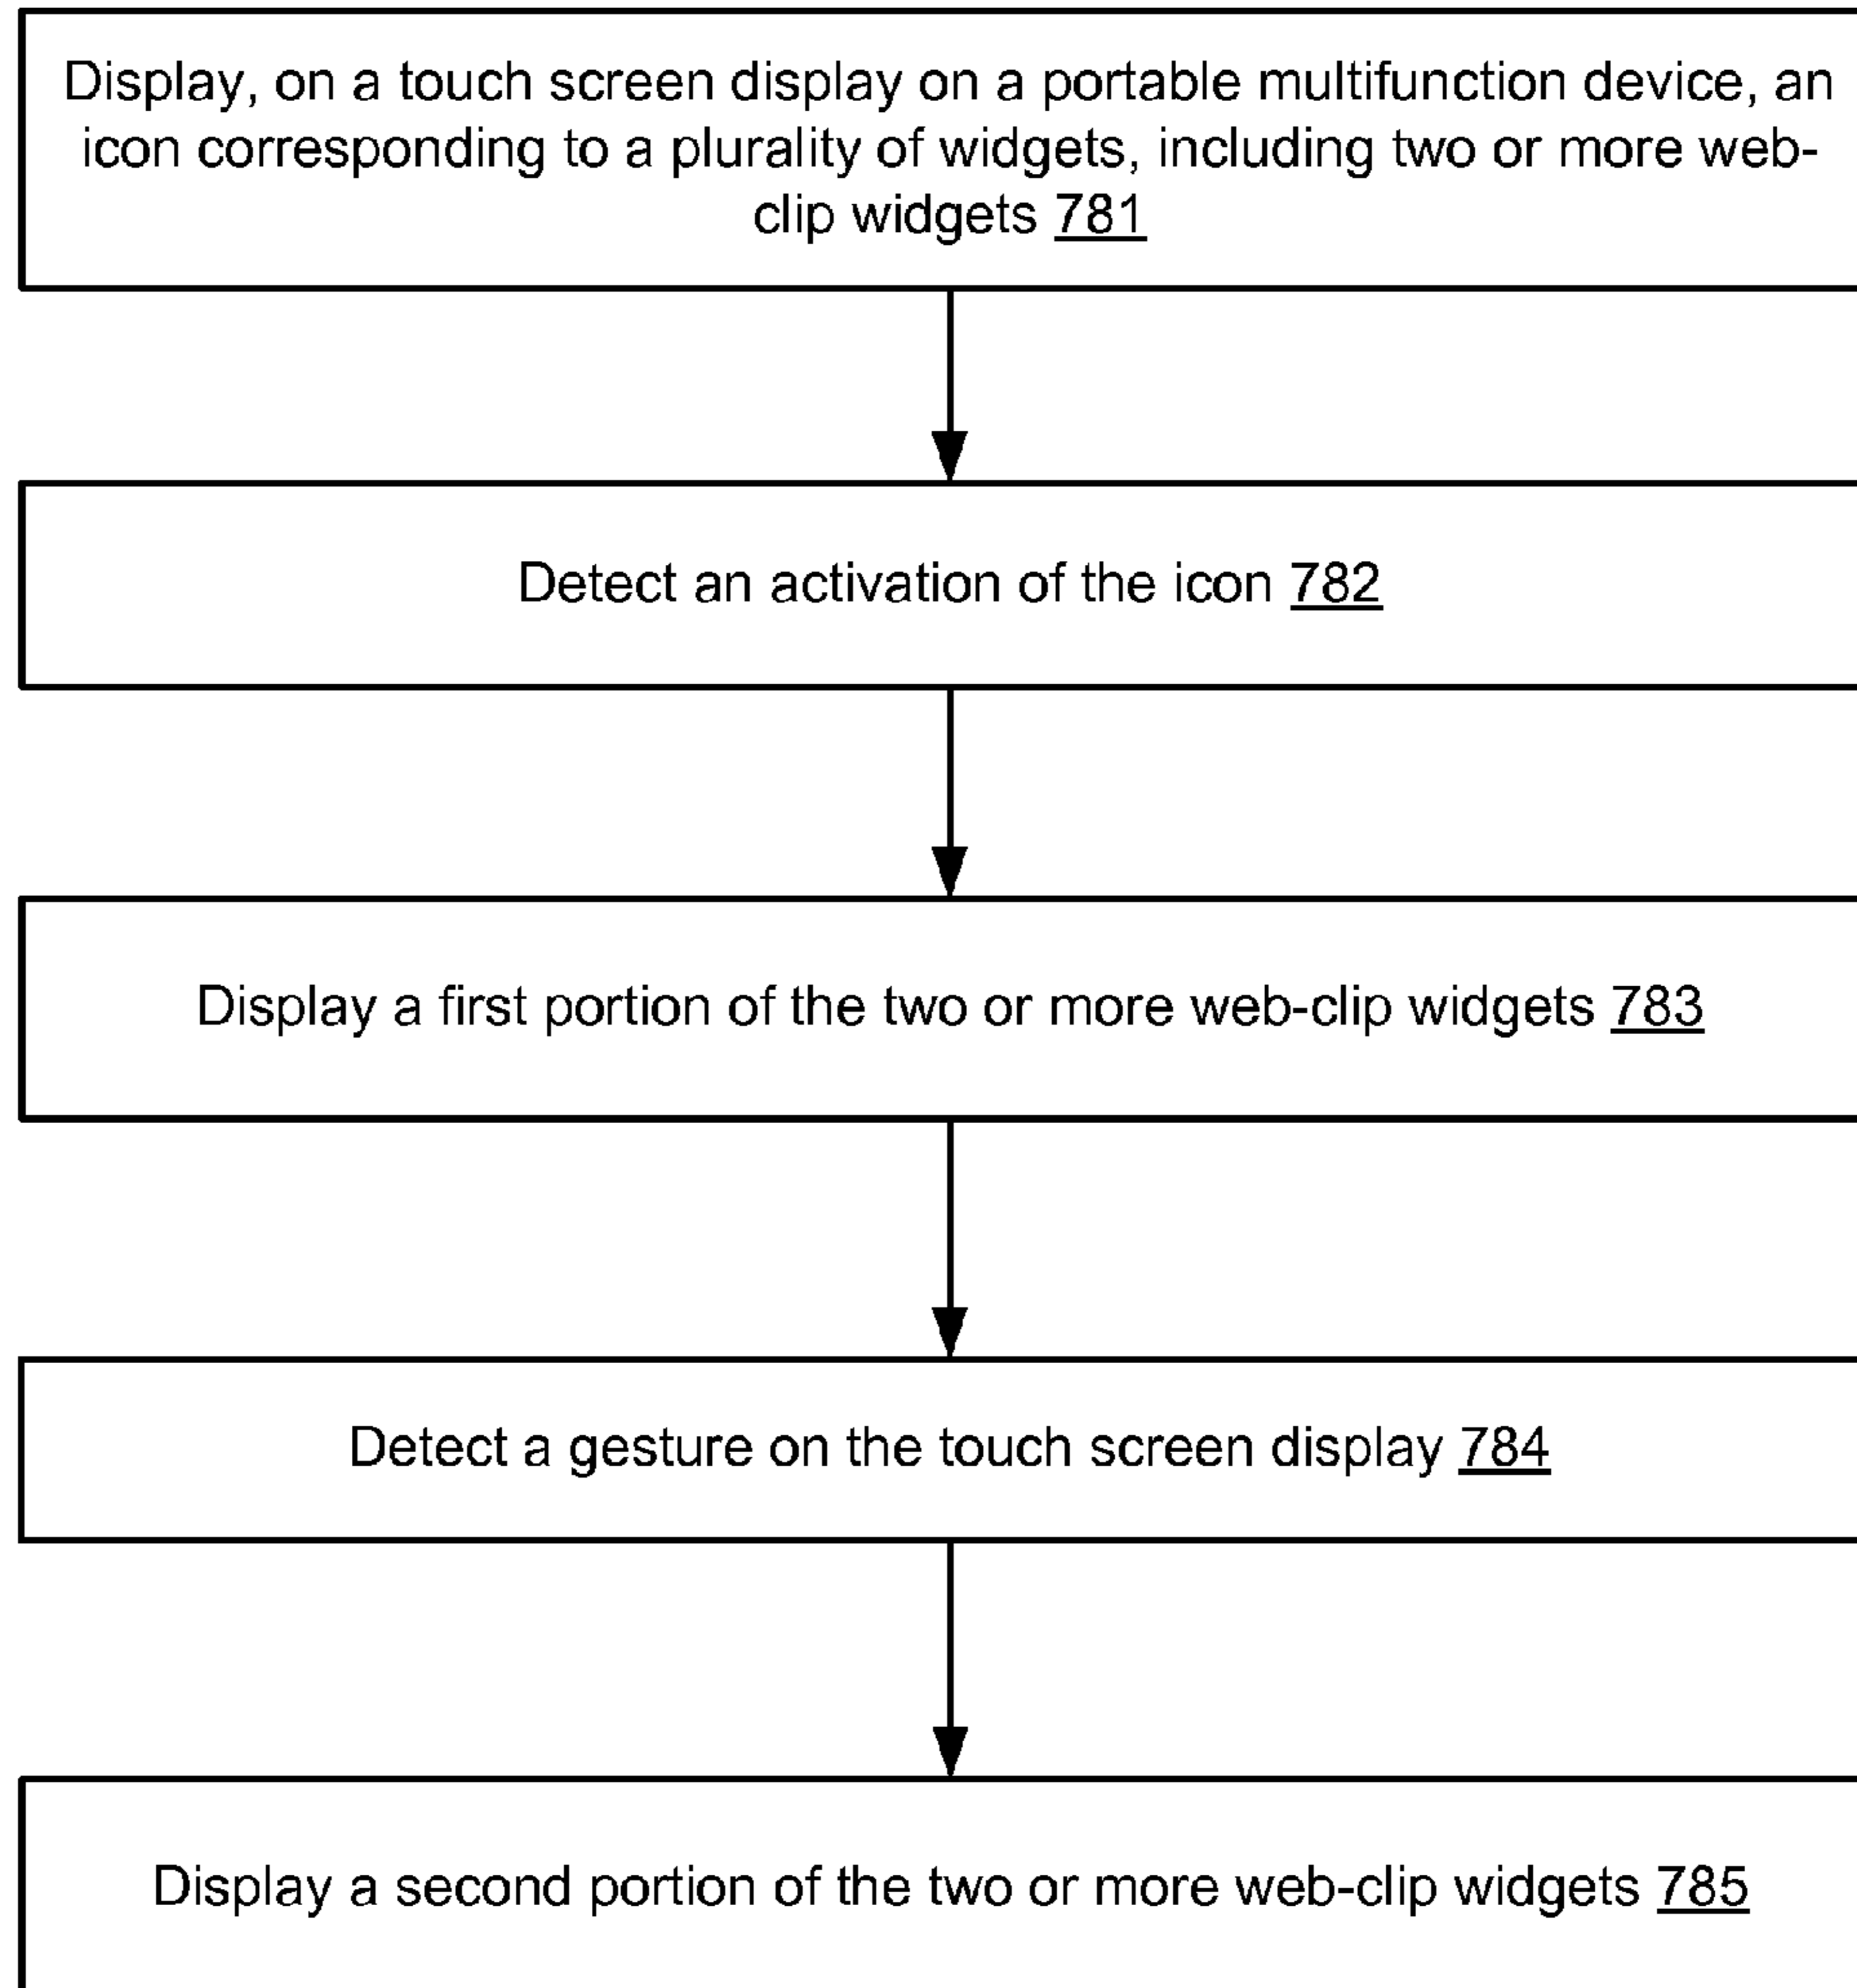 Display, on a touch screen display on a portable multifunction device, an
icon corresponding to a plurality of widgets, including two or more web-
clip widgets 781
Detect an activation of the icon 782
Display a first portion of the two or more web-clip widgets 783
Detect a gesture on the touch screen display 784
Display a second portion of the two or more web-clip widgets 785